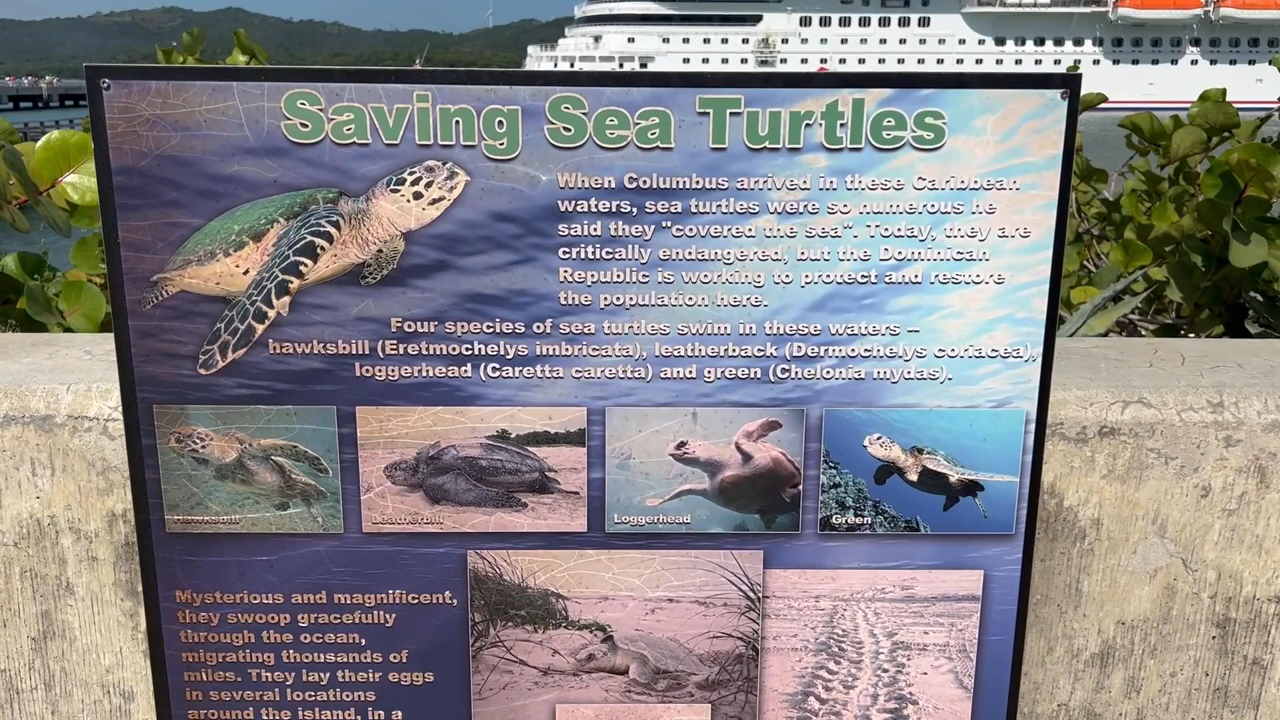 Saving Sea Turtles
When Columbus arrived in these Caribbean
waters, sea turtles were so numerous he
said they "covered the sea". Today, they are
critically endangered, but the Dominican
Republic is working to protect and restore
the population here.
Four species of sea turtles swim in these waters --
hawksbill (Eretmochelys imbricata), leatherback (Dermochelys coriacea),
loggerhead (Caretta caretta) and green (Chelonia mydas).
Hawksbill
Leatherbill
Loggerhead
Green
Mysterious and magnificent,
they swoop gracefully
through the ocean,
migrating thousands of
miles. They lay their eggs
in several locations
around the island, in a